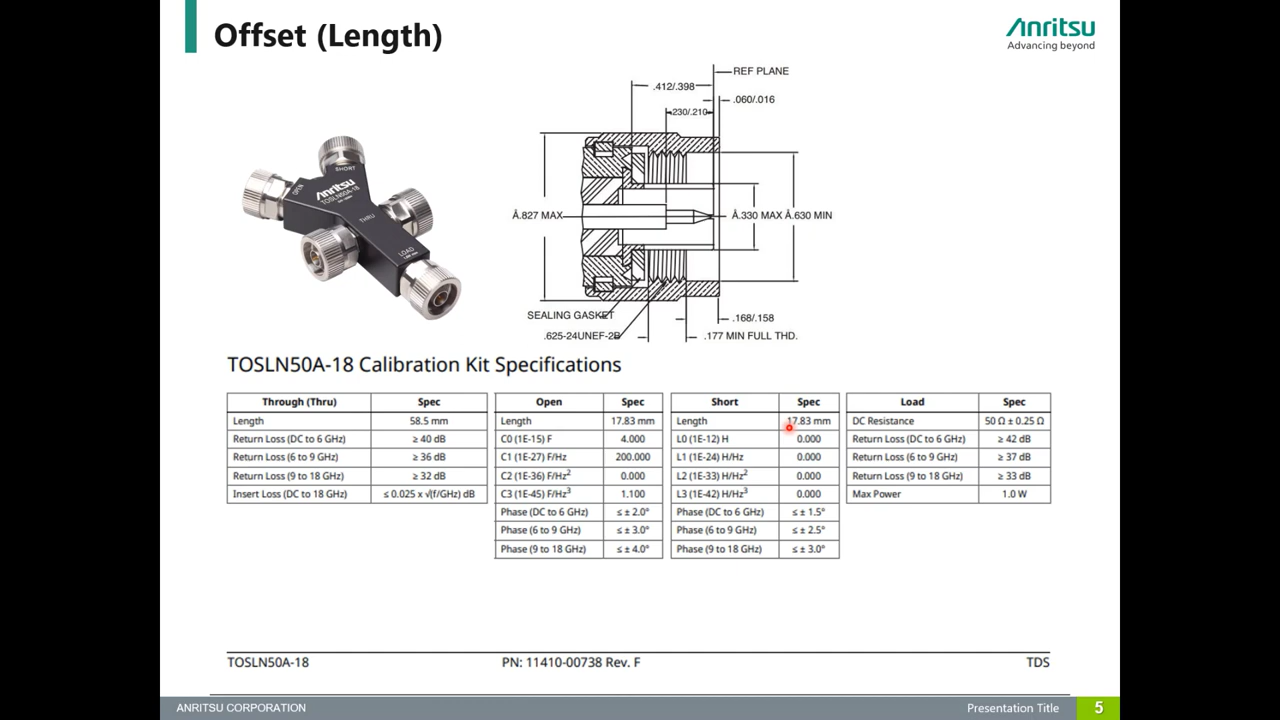 Offset (Length)
Anritsu
Advancing beyond
REF PLANE
.412/.398
.060/.016
.230/.210
Å.827 MAX
Å.330 MAX Å.630 MIN
SEALING GASKET
.168/.158
.625-24UNEF-2B
.177 MIN FULL THD.
SHORT
OPEN
Anritsu
TOSLN50A-18
THRU
LOAD
TOSLN50A-18 Calibration Kit Specifications
Through (Thru) Spec
Length 58.5 mm
Return Loss (DC to 6 GHz) ≥ 40 dB
Return Loss (6 to 9 GHz) ≥ 36 dB
Return Loss (9 to 18 GHz) ≥ 32 dB
Insert Loss (DC to 18 GHz) ≤ 0.025 x √(f/GHz) dB
Open Spec
Length 17.83 mm
C0 (1E-15) F 4.000
C1 (1E-27) F/Hz 200.000
C2 (1E-36) F/Hz² 0.000
C3 (1E-45) F/Hz³ 1.100
Phase (DC to 6 GHz) ≤ ± 2.0°
Phase (6 to 9 GHz) ≤ ± 3.0°
Phase (9 to 18 GHz) ≤ ± 4.0°
Short Spec
Length 17.83 mm
L0 (1E-12) H 0.000
L1 (1E-24) H/Hz 0.000
L2 (1E-33) H/Hz² 0.000
L3 (1E-42) H/Hz³ 0.000
Phase (DC to 6 GHz) ≤ ± 1.5°
Phase (6 to 9 GHz) ≤ ± 2.5°
Phase (9 to 18 GHz) ≤ ± 3.0°
Load Spec
DC Resistance 50 Ω ± 0.25 Ω
Return Loss (DC to 6 GHz) ≥ 42 dB
Return Loss (6 to 9 GHz) ≥ 37 dB
Return Loss (9 to 18 GHz) ≥ 33 dB
Max Power 1.0 W
TOSLN50A-18 PN: 11410-00738 Rev. F TDS
ANRITSU CORPORATION Presentation Title 5